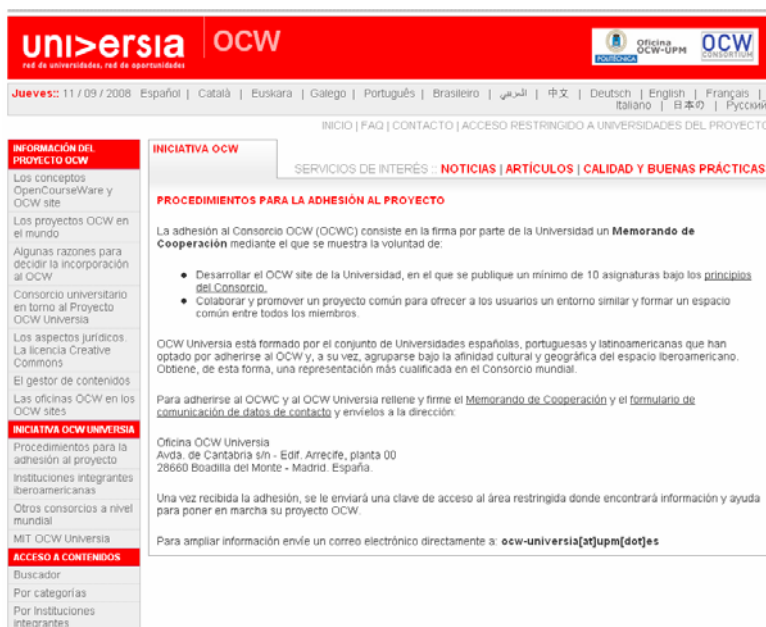 uni>ersia
red de universidades, red de oportunidades
OCW
POLITÉCNICA
Oficina
OCW-UPM
OCW
CONSORTIUM
Jueves:: 11 / 09 / 2008 Español | Català | Euskara | Galego | Português | Brasileiro | العربي | 中文 | Deutsch | English | Français |
Italiano | 日本の | Русский
INICIO | FAQ | CONTACTO | ACCESO RESTRINGIDO A UNIVERSIDADES DEL PROYECTO
INFORMACIÓN DEL
PROYECTO OCW
Los conceptos
OpenCourseWare y
OCW site
Los proyectos OCW en
el mundo
Algunas razones para
decidir la incorporación
al OCW
Consorcio universitario
en torno al Proyecto
OCW Universia
Los aspectos jurídicos.
La licencia Creative
Commons
El gestor de contenidos
Las oficinas OCW en los
OCW sites
INICIATIVA OCW UNIVERSIA
Procedimientos para la
adhesión al proyecto
Instituciones integrantes
iberoamericanas
Otros consorcios a nivel
mundial
MIT OCW Universia
ACCESO A CONTENIDOS
Buscador
Por categorías
Por Instituciones
integrantes
INICIATIVA OCW
SERVICIOS DE INTERÉS :: NOTICIAS | ARTÍCULOS | CALIDAD Y BUENAS PRÁCTICAS
PROCEDIMIENTOS PARA LA ADHESIÓN AL PROYECTO
La adhesión al Consorcio OCW (OCWC) consiste en la firma por parte de la Universidad un Memorando de
Cooperación mediante el que se muestra la voluntad de:
● Desarrollar el OCW site de la Universidad, en el que se publique un mínimo de 10 asignaturas bajo los principios
del Consorcio.
● Colaborar y promover un proyecto común para ofrecer a los usuarios un entorno similar y formar un espacio
común entre todos los miembros.
OCW Universia está formado por el conjunto de Universidades españolas, portuguesas y latinoamericanas que han
optado por adherirse al OCW y, a su vez, agruparse bajo la afinidad cultural y geográfica del espacio Iberoamericano.
Obtiene, de esta forma, una representación más cualificada en el Consorcio mundial.
Para adherirse al OCWC y al OCW Universia rellene y firme el Memorando de Cooperación y el formulario de
comunicación de datos de contacto y envíelos a la dirección:
Oficina OCW Universia
Avda. de Cantabria s/n - Edif. Arrecife, planta 00
28660 Boadilla del Monte - Madrid. España.
Una vez recibida la adhesión, se le enviará una clave de acceso al área restringida donde encontrará información y ayuda
para poner en marcha su proyecto OCW.
Para ampliar información envíe un correo electrónico directamente a: ocw-universia[at]upm[dot]es